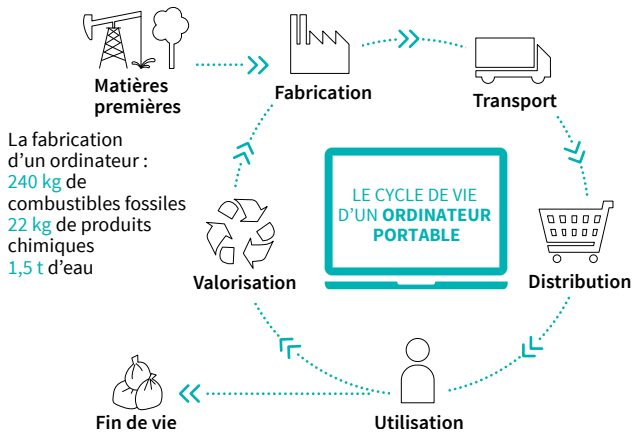 Matières
premières
Fabrication
Transport
La fabrication
d'un ordinateur :
240 kg de
combustibles fossiles
22 kg de produits
chimiques
1,5 t d'eau
LE CYCLE DE VIE
D'UN ORDINATEUR
PORTABLE
Valorisation
Distribution
Fin de vie
Utilisation